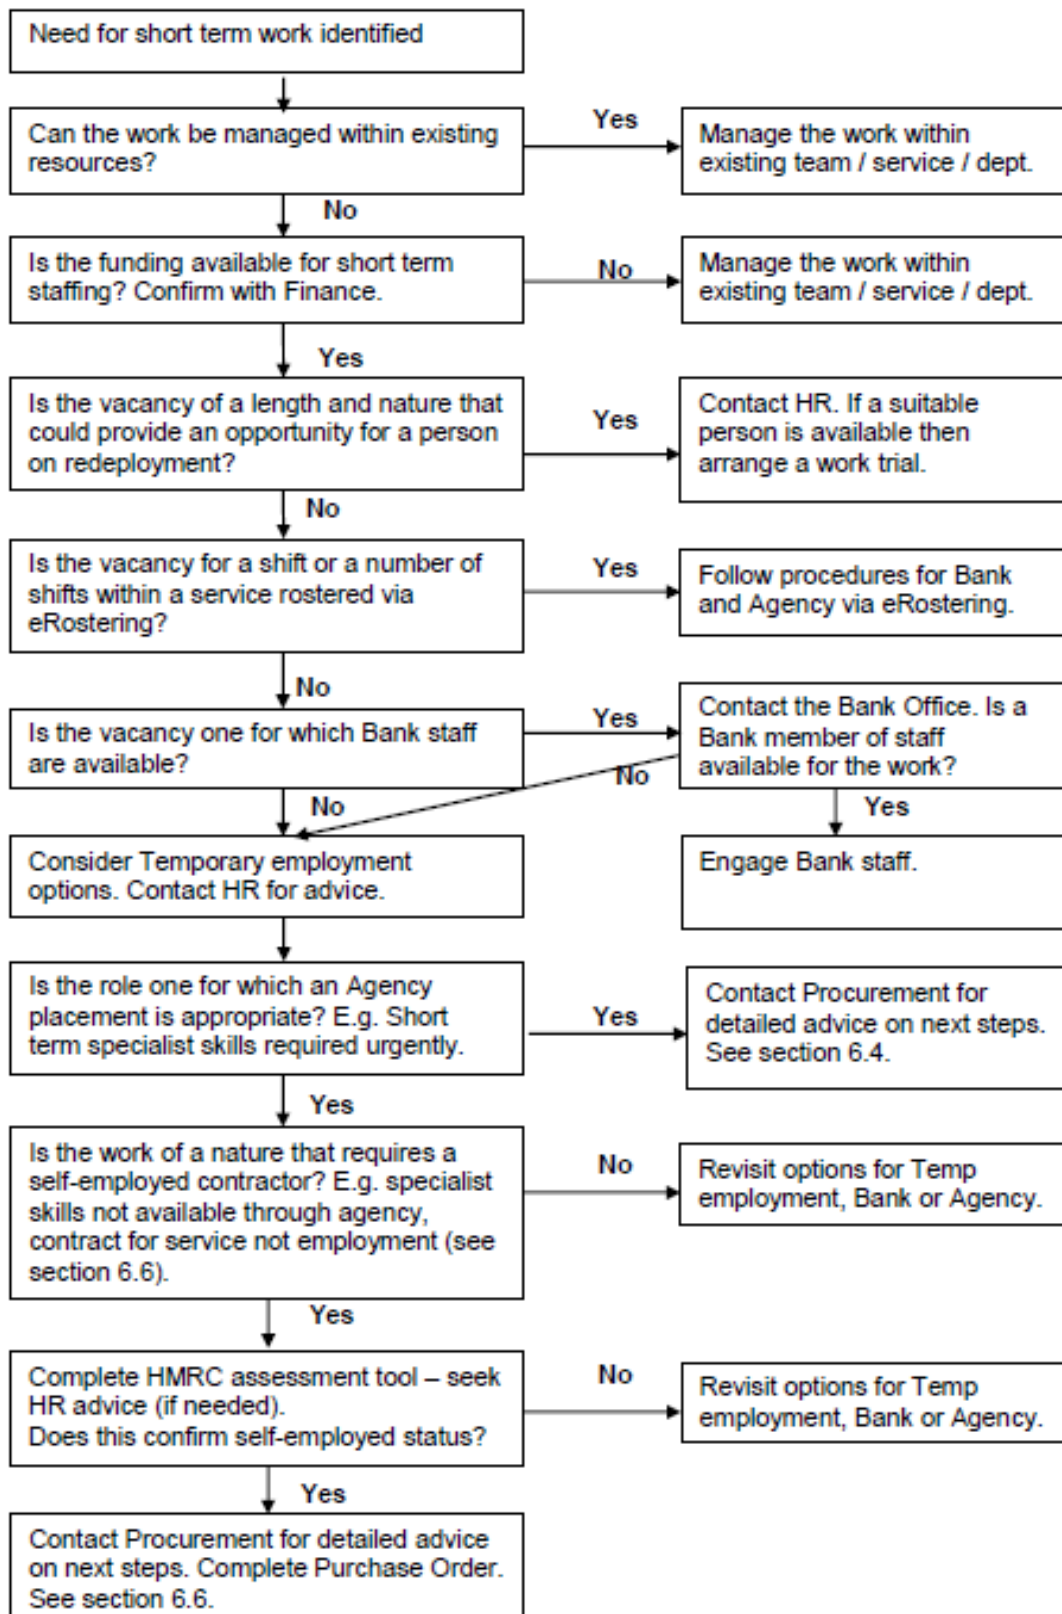 Need for short term work identified
Can the work be managed within existing
resources?
Yes
Manage the work within
existing team / service / dept.
No
Is the funding available for short term
staffing? Confirm with Finance.
No
Manage the work within
existing team / service / dept.
Yes
Is the vacancy of a length and nature that
could provide an opportunity for a person
on redeployment?
Yes
Contact HR. If a suitable
person is available then
arrange a work trial.
No
Is the vacancy for a shift or a number of
shifts within a service rostered via
eRostering?
Yes
Follow procedures for Bank
and Agency via eRostering.
No
Is the vacancy one for which Bank staff
are available?
Yes
Contact the Bank Office. Is a
Bank member of staff
available for the work?
No
No
Yes
Consider Temporary employment
options. Contact HR for advice.
Engage Bank staff.
Is the role one for which an Agency
placement is appropriate? E.g. Short
term specialist skills required urgently.
Yes
Contact Procurement for
detailed advice on next steps.
See section 6.4.
Yes
Is the work of a nature that requires a
self-employed contractor? E.g. specialist
skills not available through agency,
contract for service not employment (see
section 6.6).
No
Revisit options for Temp
employment, Bank or Agency.
Yes
Complete HMRC assessment tool – seek
HR advice (if needed).
Does this confirm self-employed status?
No
Revisit options for Temp
employment, Bank or Agency.
Yes
Contact Procurement for detailed advice
on next steps. Complete Purchase Order.
See section 6.6.